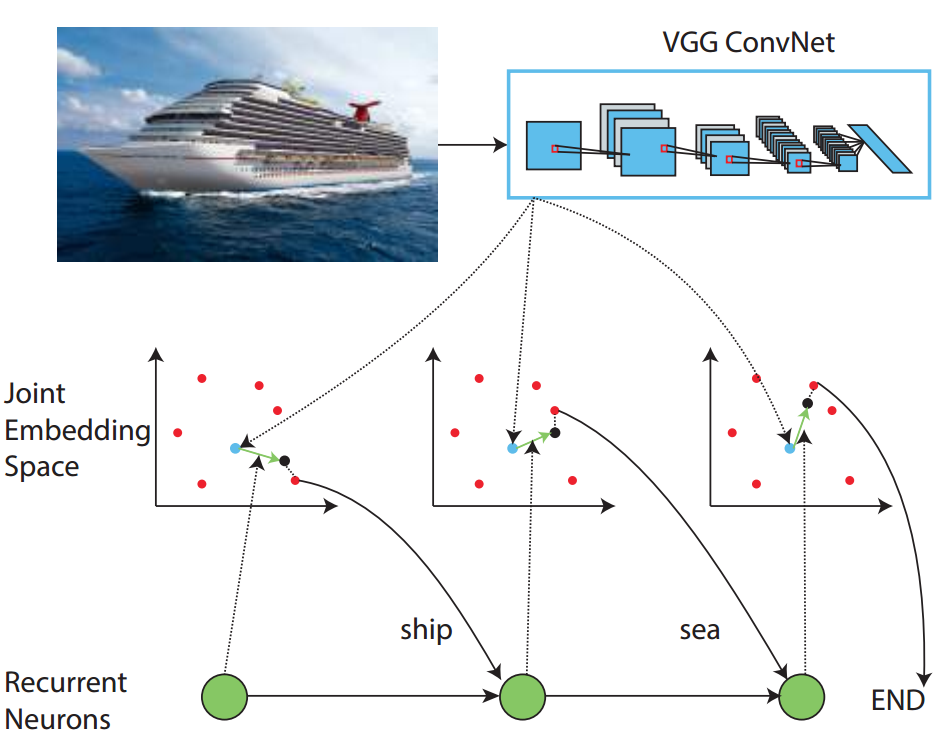 VGG ConvNet
Joint
Embedding
Space
ship
sea
Recurrent
Neurons
END